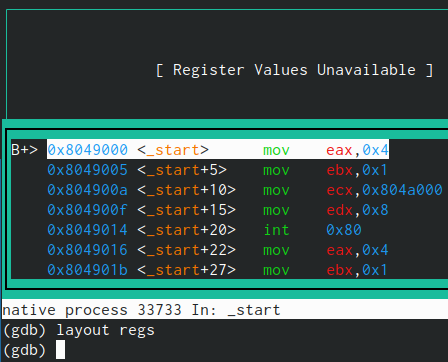 [ Register Values Unavailable ]
B+> 0x8049000 <_start>      mov    eax,0x4
0x8049005 <_start+5>    mov    ebx,0x1
0x804900a <_start+10>   mov    ecx,0x804a000
0x804900f <_start+15>   mov    edx,0x8
0x8049014 <_start+20>   int    0x80
0x8049016 <_start+22>   mov    eax,0x4
0x804901b <_start+27>   mov    ebx,0x1
native process 33733 In: _start
(gdb) layout regs
(gdb)